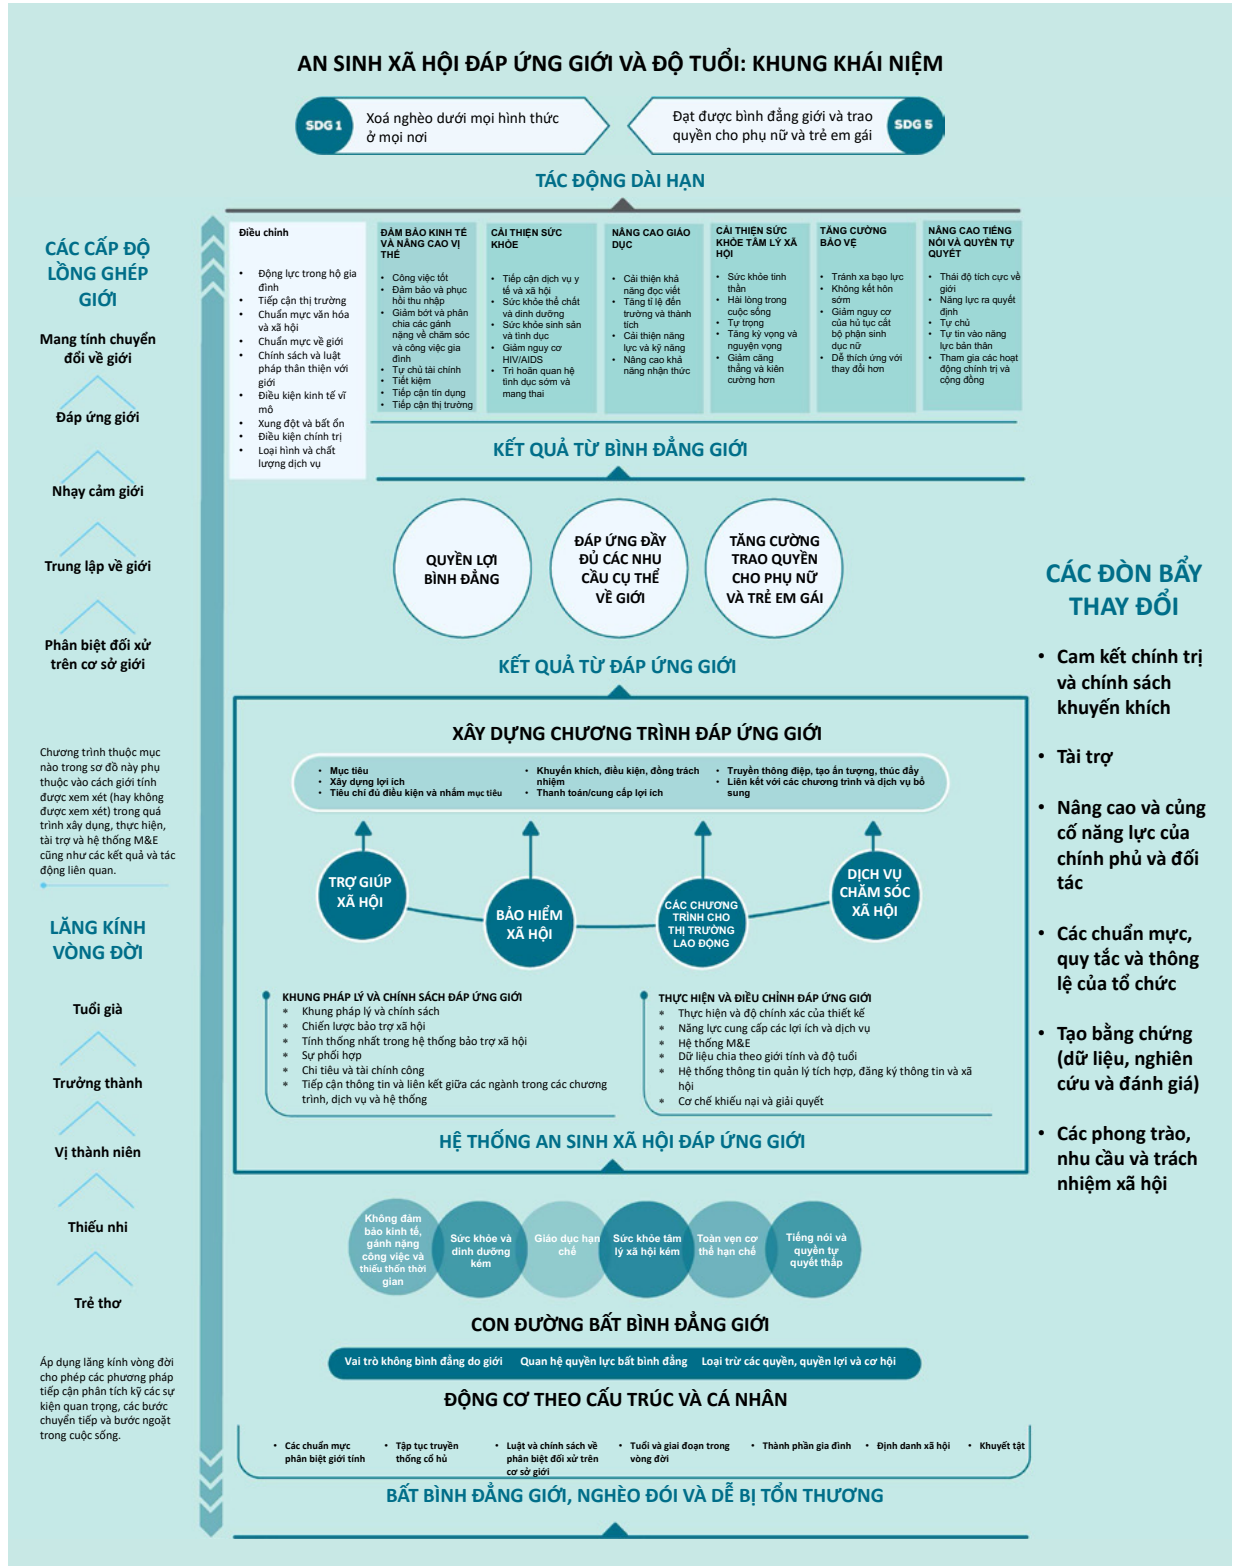 AN SINH XÃ HỘI ĐÁP ỨNG GIỚI VÀ ĐỘ TUỔI: KHUNG KHÁI NIỆM
SDG 1
Xoá nghèo dưới mọi hình thức
ở mọi nơi
Đạt được bình đẳng giới và trao
quyền cho phụ nữ và trẻ em gái
SDG 5
TÁC ĐỘNG DÀI HẠN
CÁC CẤP ĐỘ
LỒNG GHÉP
GIỚI
Mang tính chuyển
đổi về giới
Đáp ứng giới
Nhạy cảm giới
Trung lập về giới
Phân biệt đối xử
trên cơ sở giới
Chương trình thuộc mục
nào trong sơ đồ này phụ
thuộc vào cách giới tính
được xem xét (hay không
được xem xét) trong quá
trình xây dựng, thực hiện,
tài trợ và hệ thống M&E
cũng như các kết quả và tác
động liên quan.
LĂNG KÍNH
VÒNG ĐỜI
Tuổi già
Trưởng thành
Vị thành niên
Thiếu nhi
Trẻ thơ
Áp dụng lăng kính vòng đời
cho phép các phương pháp
tiếp cận phân tích kỹ các sự
kiện quan trọng, các bước
chuyển tiếp và bước ngoặt
trong cuộc sống.
Điều chỉnh
• Động lực trong hộ gia
đình
• Tiếp cận thị trường
• Chuẩn mực văn hóa
và xã hội
• Chuẩn mực về giới
• Chính sách và luật
pháp thân thiện với
giới
• Điều kiện kinh tế vĩ
mô
• Xung đột và bất ổn
• Điều kiện chính trị
• Loại hình và chất
lượng dịch vụ
ĐẢM BẢO KINH TẾ
VÀ NÂNG CAO VỊ
THẾ
• Công việc tốt
• Đảm bảo và phục
hồi thu nhập
• Giảm bớt và phân
chia các gánh
nặng về chăm sóc
và công việc gia
đình
• Tự chủ tài chính
• Tiết kiệm
• Tiếp cận tín dụng
• Tiếp cận thị trường
CẢI THIỆN SỨC
KHỎE
• Tiếp cận dịch vụ y
tế và xã hội
• Sức khỏe thể chất
và dinh dưỡng
• Sức khỏe sinh sản
và tình dục
• Giảm nguy cơ
HIV/AIDS
• Trì hoãn quan hệ
tình dục sớm và
mang thai
NÂNG CAO GIÁO
DỤC
• Cải thiện khả
năng đọc viết
• Tăng tỉ lệ đến
trường và thành
tích
• Cải thiện năng
lực và kỹ năng
• Nâng cao khả
năng nhận thức
CẢI THIỆN SỨC
KHỎE TÂM LÝ XÃ
HỘI
• Sức khỏe tinh
thần
• Hài lòng trong
cuộc sống
• Tự trọng
• Tăng kỳ vọng và
nguyện vọng
• Giảm căng
thẳng và kiên
cường hơn
TĂNG CƯỜNG
BẢO VỆ
• Tránh xa bạo lực
• Không kết hôn
sớm
• Giảm nguy cơ
của hủ tục cắt
bộ phận sinh
dục nữ
• Dễ thích ứng với
thay đổi hơn
NÂNG CAO TIẾNG
NÓI VÀ QUYỀN TỰ
QUYẾT
• Thái độ tích cực về
giới
• Năng lực ra quyết
định
• Tự chủ
• Tự tin vào năng
lực bản thân
• Tham gia các hoạt
động chính trị và
cộng đồng
KẾT QUẢ TỪ BÌNH ĐẲNG GIỚI
QUYỀN LỢI
BÌNH ĐẲNG
ĐÁP ỨNG ĐẦY
ĐỦ CÁC NHU
CẦU CỤ THỂ
VỀ GIỚI
TĂNG CƯỜNG
TRAO QUYỀN
CHO PHỤ NỮ
VÀ TRẺ EM GÁI
KẾT QUẢ TỪ ĐÁP ỨNG GIỚI
XÂY DỰNG CHƯƠNG TRÌNH ĐÁP ỨNG GIỚI
• Mục tiêu
• Xây dựng lợi ích
• Tiêu chí đủ điều kiện và nhắm mục tiêu
• Khuyến khích, điều kiện, đồng trách
nhiệm
• Thanh toán/cung cấp lợi ích
• Truyền thông điệp, tạo ấn tượng, thúc đẩy
• Liên kết với các chương trình và dịch vụ bổ
sung
TRỢ GIÚP
XÃ HỘI
BẢO HIỂM
XÃ HỘI
CÁC CHƯƠNG
TRÌNH CHO
THỊ TRƯỜNG
LAO ĐỘNG
DỊCH VỤ
CHĂM SÓC
XÃ HỘI
KHUNG PHÁP LÝ VÀ CHÍNH SÁCH ĐÁP ỨNG GIỚI
* Khung pháp lý và chính sách
* Chiến lược bảo trợ xã hội
* Tính thống nhất trong hệ thống bảo trợ xã hội
* Sự phối hợp
* Chi tiêu và tài chính công
* Tiếp cận thông tin và liên kết giữa các ngành trong các chương
trình, dịch vụ và hệ thống
THỰC HIỆN VÀ ĐIỀU CHỈNH ĐÁP ỨNG GIỚI
* Thực hiện và độ chính xác của thiết kế
* Năng lực cung cấp các lợi ích và dịch vụ
* Hệ thống M&E
* Dữ liệu chia theo giới tính và độ tuổi
* Hệ thống thông tin quản lý tích hợp, đăng ký thông tin và xã
hội
* Cơ chế khiếu nại và giải quyết
HỆ THỐNG AN SINH XÃ HỘI ĐÁP ỨNG GIỚI
Không đảm
bảo kinh tế,
gánh nặng
công việc và
thiếu thốn thời
gian
Sức khỏe và
dinh dưỡng
kém
Giáo dục hạn
chế
Sức khỏe tâm
lý xã hội kém
Toàn vẹn cơ
thể hạn chế
Tiếng nói và
quyền tự
quyết thấp
CON ĐƯỜNG BẤT BÌNH ĐẲNG GIỚI
Vai trò không bình đẳng do giới
Quan hệ quyền lực bất bình đẳng
Loại trừ các quyền, quyền lợi và cơ hội
ĐỘNG CƠ THEO CẤU TRÚC VÀ CÁ NHÂN
• Các chuẩn mực
phân biệt giới tính
• Tập tục truyền
thống cổ hủ
• Luật và chính sách về
phân biệt đối xử trên
cơ sở giới
• Tuổi và giai đoạn trong
vòng đời
• Thành phần gia đình
• Định danh xã hội
• Khuyết tật
BẤT BÌNH ĐẲNG GIỚI, NGHÈO ĐÓI VÀ DỄ BỊ TỔN THƯƠNG
CÁC ĐÒN BẨY
THAY ĐỔI
• Cam kết chính trị
và chính sách
khuyến khích
• Tài trợ
• Nâng cao và củng
cố năng lực của
chính phủ và đối
tác
• Các chuẩn mực,
quy tắc và thông
lệ của tổ chức
• Tạo bằng chứng
(dữ liệu, nghiên
cứu và đánh giá)
• Các phong trào,
nhu cầu và trách
nhiệm xã hội